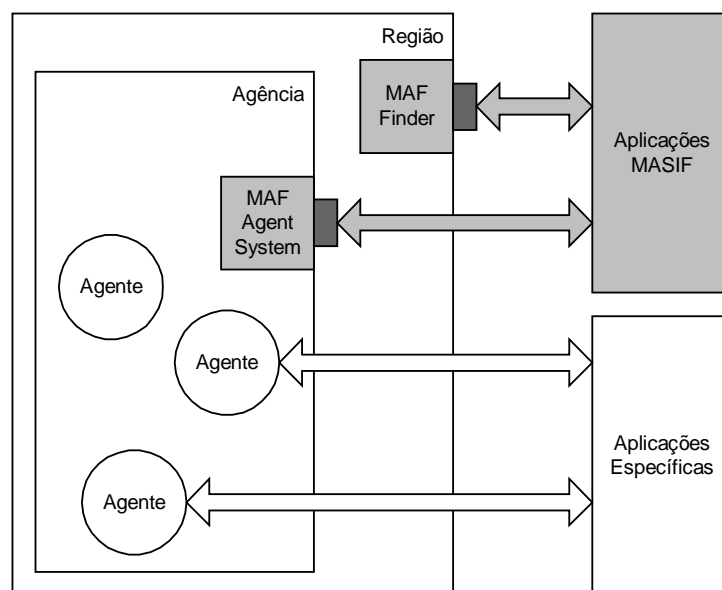 Região
Agência
MAF
Finder
Aplicações
MASIF
MAF
Agent
System
Agente
Agente
Aplicações
Específicas
Agente